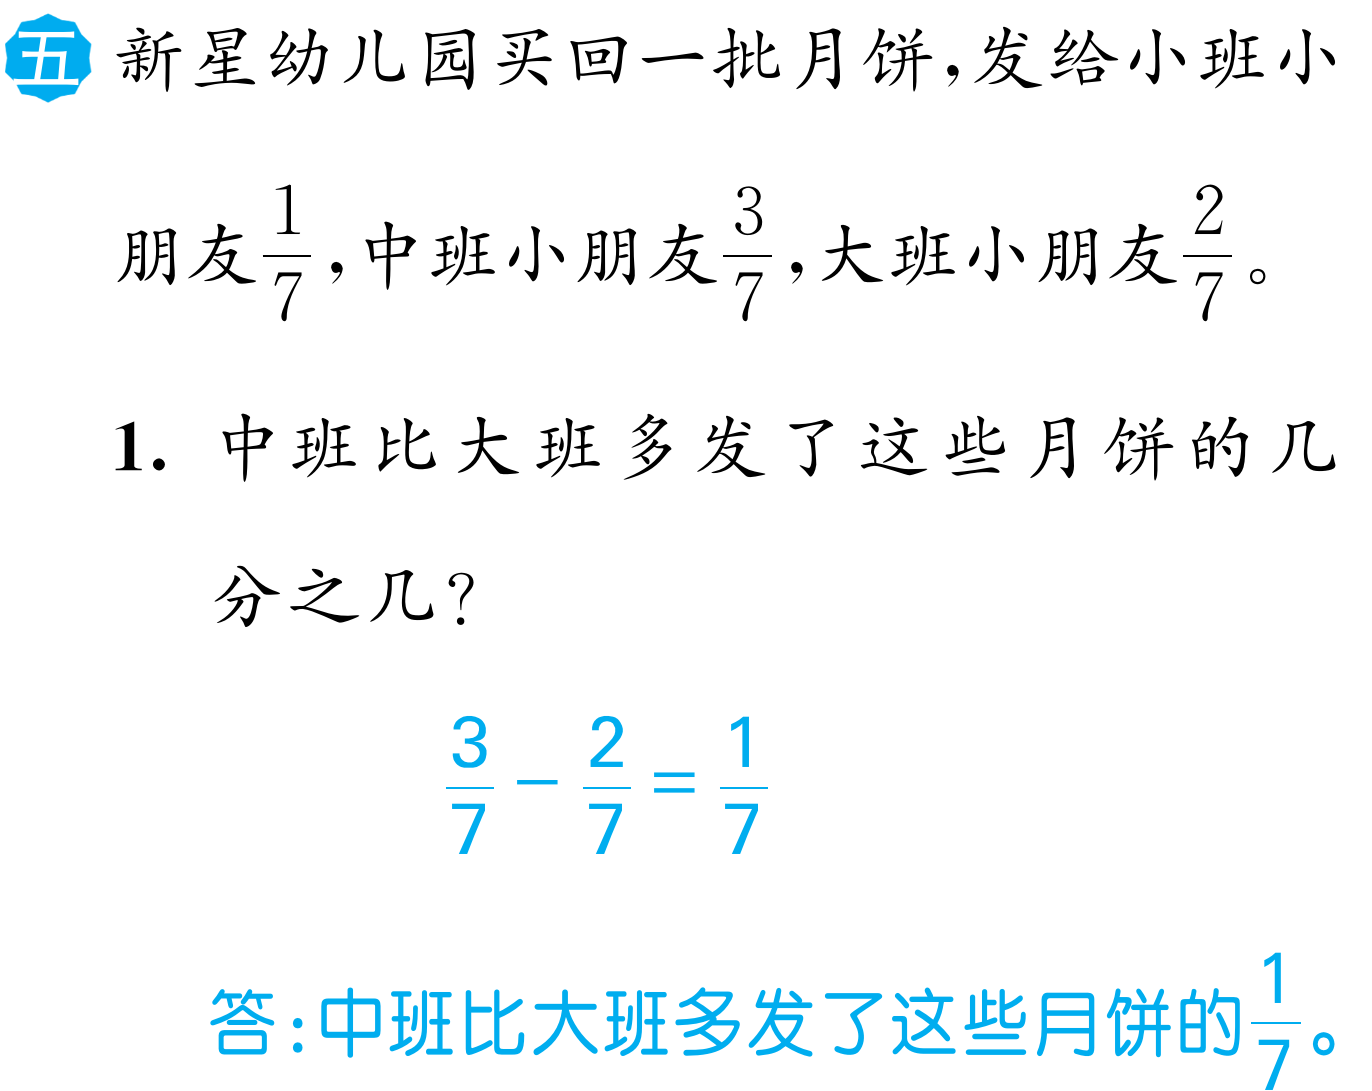 五 新星幼儿园买回一批月饼,发给小班小
朋友1/7,中班小朋友3/7,大班小朋友2/7。
1. 中班比大班多发了这些月饼的几
分之几?
3/7 - 2/7 = 1/7
答:中班比大班多发了这些月饼的1/7。